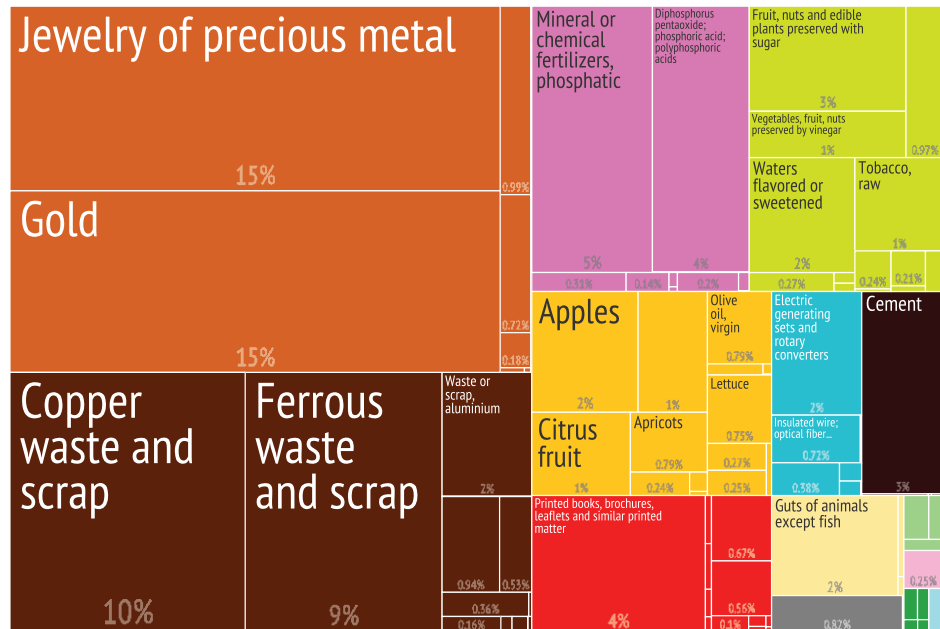 Jewelry of precious metal
15%
0.99%
Gold
15%
0.72%
0.18%
Copper
waste and
scrap
10%
Ferrous
waste
and scrap
9%
Waste or
scrap,
aluminium
2%
0.94%
0.53%
0.36%
0.16%
Mineral or
chemical
fertilizers,
phosphatic
5%
Diphosphorus
pentaoxide;
phosphoric acid;
polyphosphoric
acids
4%
0.31%
0.14%
0.2%
Fruit, nuts and edible
plants preserved with
sugar
3%
Vegetables, fruit, nuts
preserved by vinegar
1%
0.97%
Waters
flavored or
sweetened
2%
Tobacco,
raw
1%
0.27%
0.24%
0.21%
Apples
2%
1%
Olive
oil,
virgin
0.79%
Lettuce
0.75%
Citrus
fruit
1%
Apricots
0.79%
0.24%
0.27%
0.25%
Electric
generating
sets and
rotary
converters
2%
Insulated wire;
optical fiber...
0.72%
0.38%
Cement
3%
Printed books, brochures,
leaflets and similar printed
matter
4%
0.67%
0.56%
0.1%
Guts of animals
except fish
2%
0.82%
0.25%